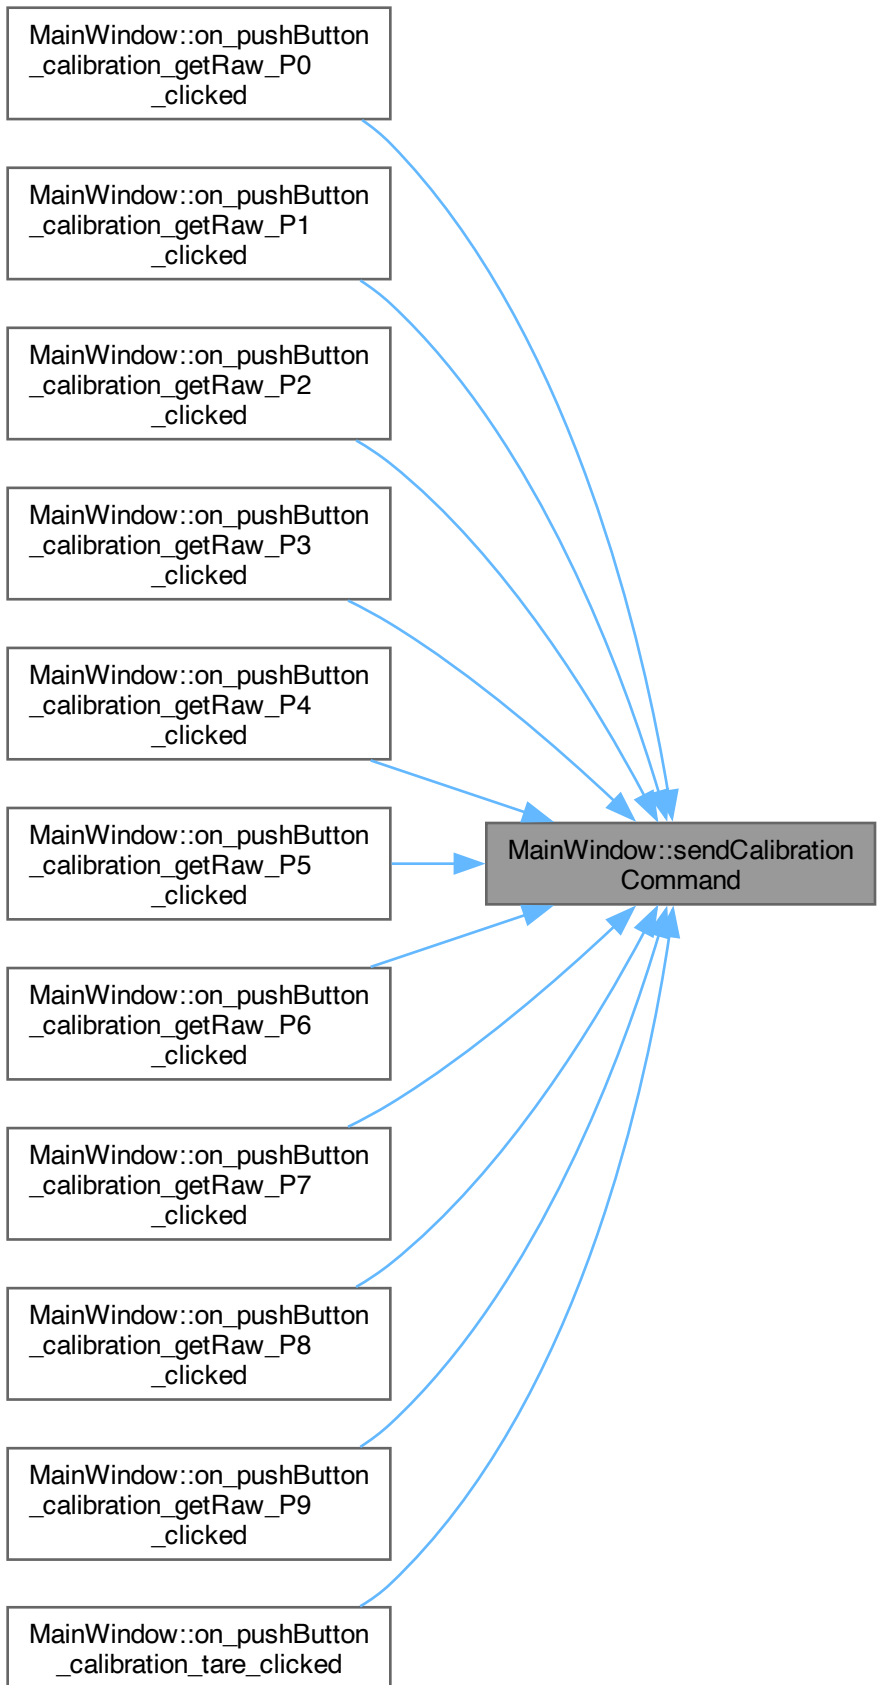 MainWindow::on_pushButton
_calibration_getRaw_P0
_clicked
MainWindow::on_pushButton
_calibration_getRaw_P1
_clicked
MainWindow::on_pushButton
_calibration_getRaw_P2
_clicked
MainWindow::on_pushButton
_calibration_getRaw_P3
_clicked
MainWindow::on_pushButton
_calibration_getRaw_P4
_clicked
MainWindow::on_pushButton
_calibration_getRaw_P5
_clicked
MainWindow::sendCalibration
Command
MainWindow::on_pushButton
_calibration_getRaw_P6
_clicked
MainWindow::on_pushButton
_calibration_getRaw_P7
_clicked
MainWindow::on_pushButton
_calibration_getRaw_P8
_clicked
MainWindow::on_pushButton
_calibration_getRaw_P9
_clicked
MainWindow::on_pushButton
_calibration_tare_clicked